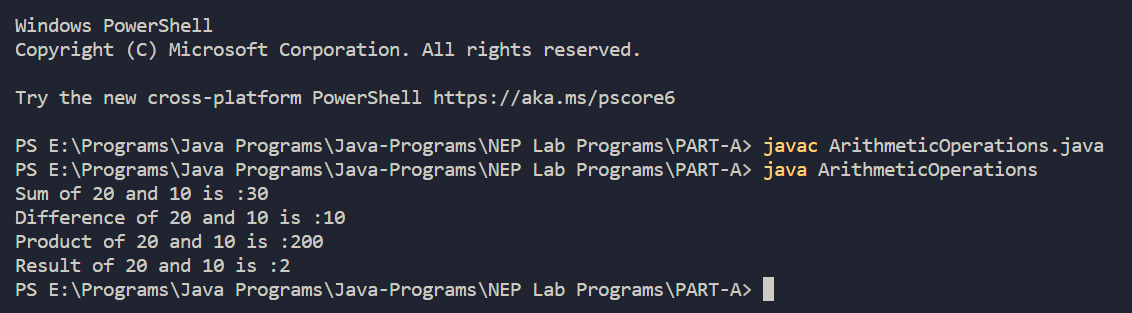 Windows PowerShell
Copyright (C) Microsoft Corporation. All rights reserved.
Try the new cross-platform PowerShell https://aka.ms/pscore6
PS E:\Programs\Java Programs\Java-Programs\NEP Lab Programs\PART-A> javac ArithmeticOperations.java
PS E:\Programs\Java Programs\Java-Programs\NEP Lab Programs\PART-A> java ArithmeticOperations
Sum of 20 and 10 is :30
Difference of 20 and 10 is :10
Product of 20 and 10 is :200
Result of 20 and 10 is :2
PS E:\Programs\Java Programs\Java-Programs\NEP Lab Programs\PART-A>